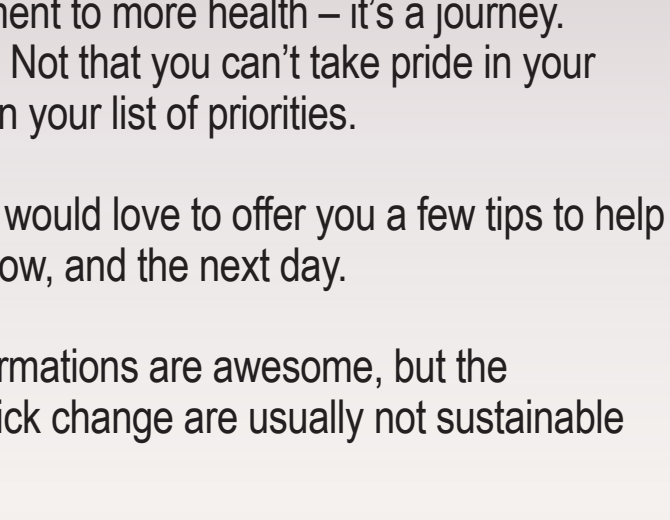 ent to more health – it’s a journey.
Not that you can’t take pride in your
n your list of priorities.
would love to offer you a few tips to help
ow, and the next day.
rmations are awesome, but the
ick change are usually not sustainable